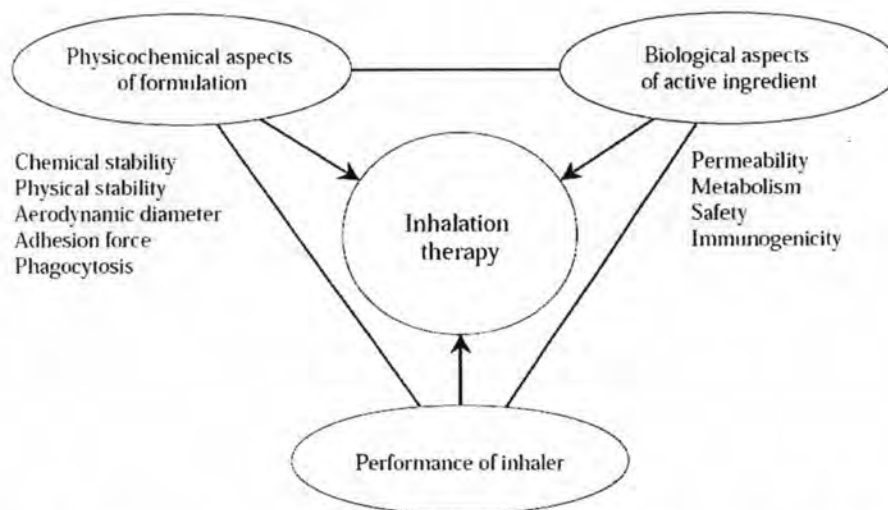 Physicochemical aspects
of formulation
Biological aspects
of active ingredient
Chemical stability
Physical stability
Aerodynamic diameter
Adhesion force
Phagocytosis
Inhalation
therapy
Permeability
Metabolism
Safety
Immunogenicity
Performance of inhaler